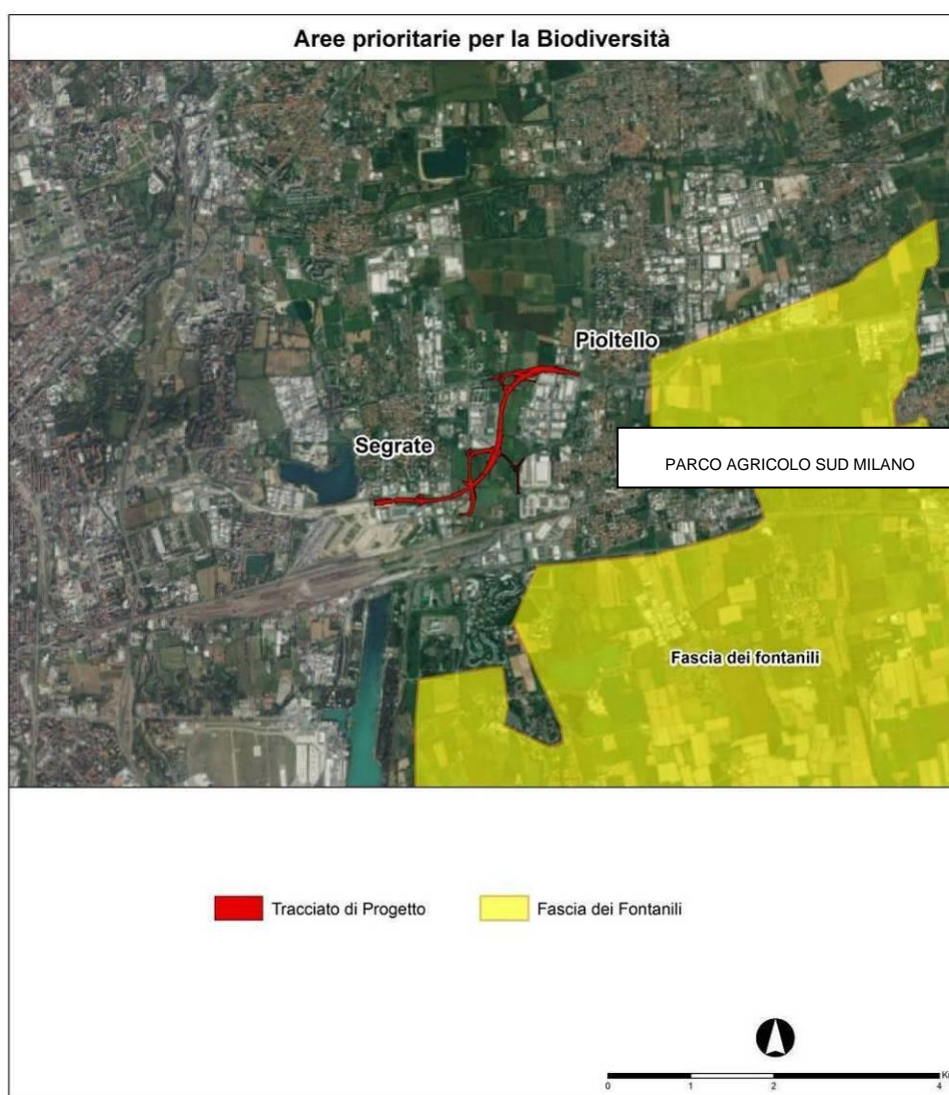 Aree prioritarie per la Biodiversità
Pioltello
Segrate
PARCO AGRICOLO SUD MILANO
Fascia dei fontanili
Tracciato di Progetto
Fascia dei Fontanili
0 1 2 4